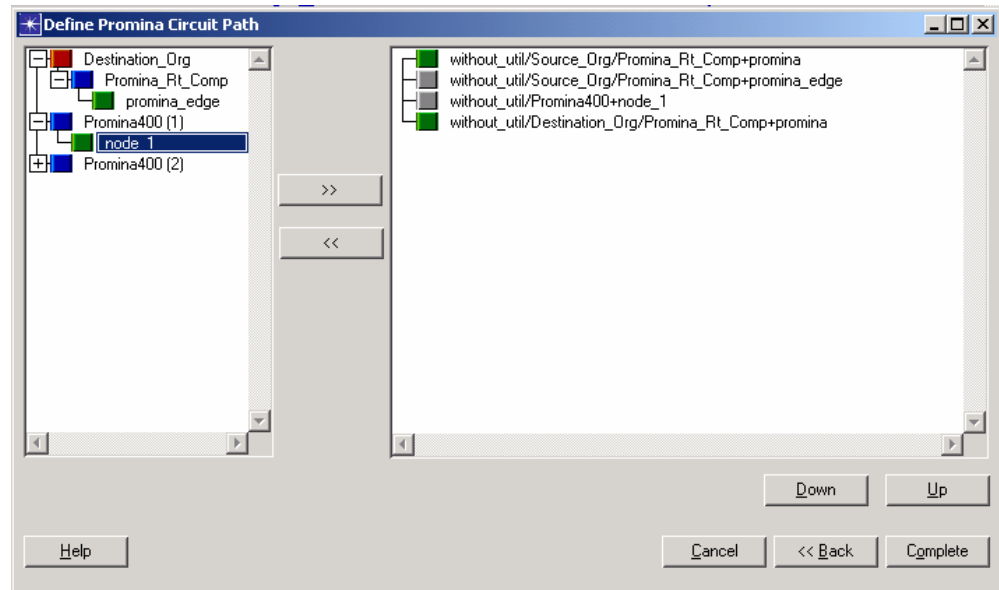 Define Promina Circuit Path
Destination_Org
Promina_Rt_Comp
promina_edge
Promina400 (1)
node_1
Promina400 (2)
>>
<<
without_util/Source_Org/Promina_Rt_Comp+promina
without_util/Source_Org/Promina_Rt_Comp+promina_edge
without_util/Promina400+node_1
without_util/Destination_Org/Promina_Rt_Comp+promina
Down Up
Help Cancel << Back Complete